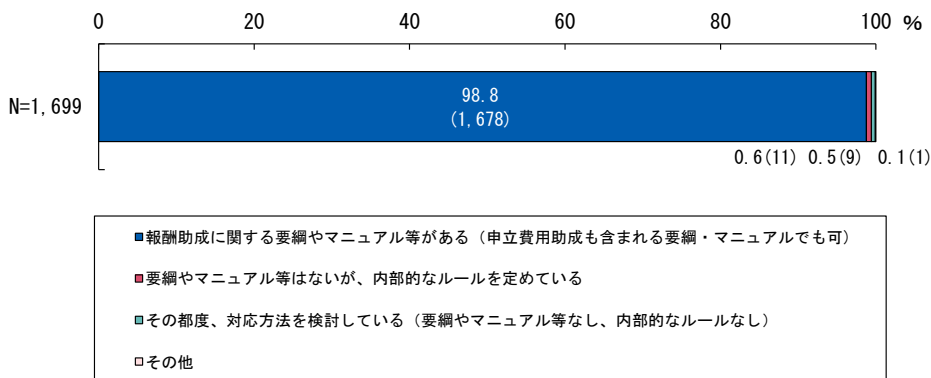 0 20 40 60 80 100 %
N=1,699
98.8
(1,678)
0.6(11) 0.5(9) 0.1(1)
報酬助成に関する要綱やマニュアル等がある（申立費用助成も含まれる要綱・マニュアルでも可）
要綱やマニュアル等はないが、内部的なルールを定めている
その都度、対応方法を検討している（要綱やマニュアル等なし、内部的なルールなし）
その他